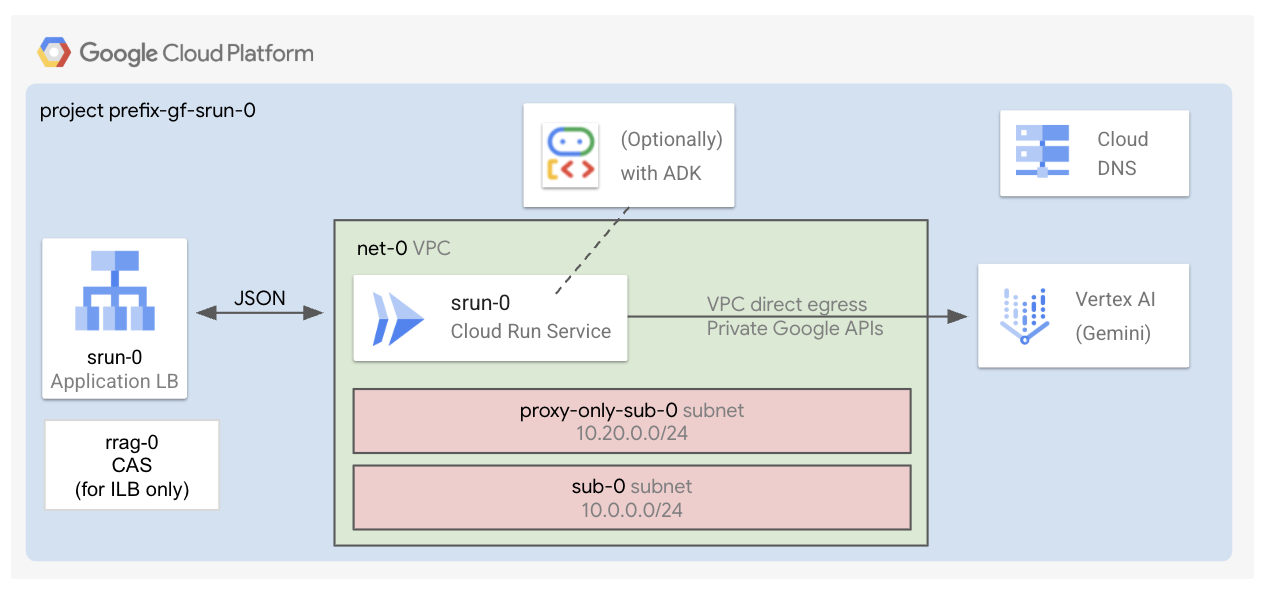 Google Cloud Platform
project prefix-gf-srun-0
(Optionally)
with ADK
Cloud
DNS
net-0 VPC
srun-0
Application LB
JSON
srun-0
Cloud Run Service
VPC direct egress
Private Google APIs
Vertex AI
(Gemini)
rrag-0
CAS
(for ILB only)
proxy-only-sub-0 subnet
10.20.0.0/24
sub-0 subnet
10.0.0.0/24